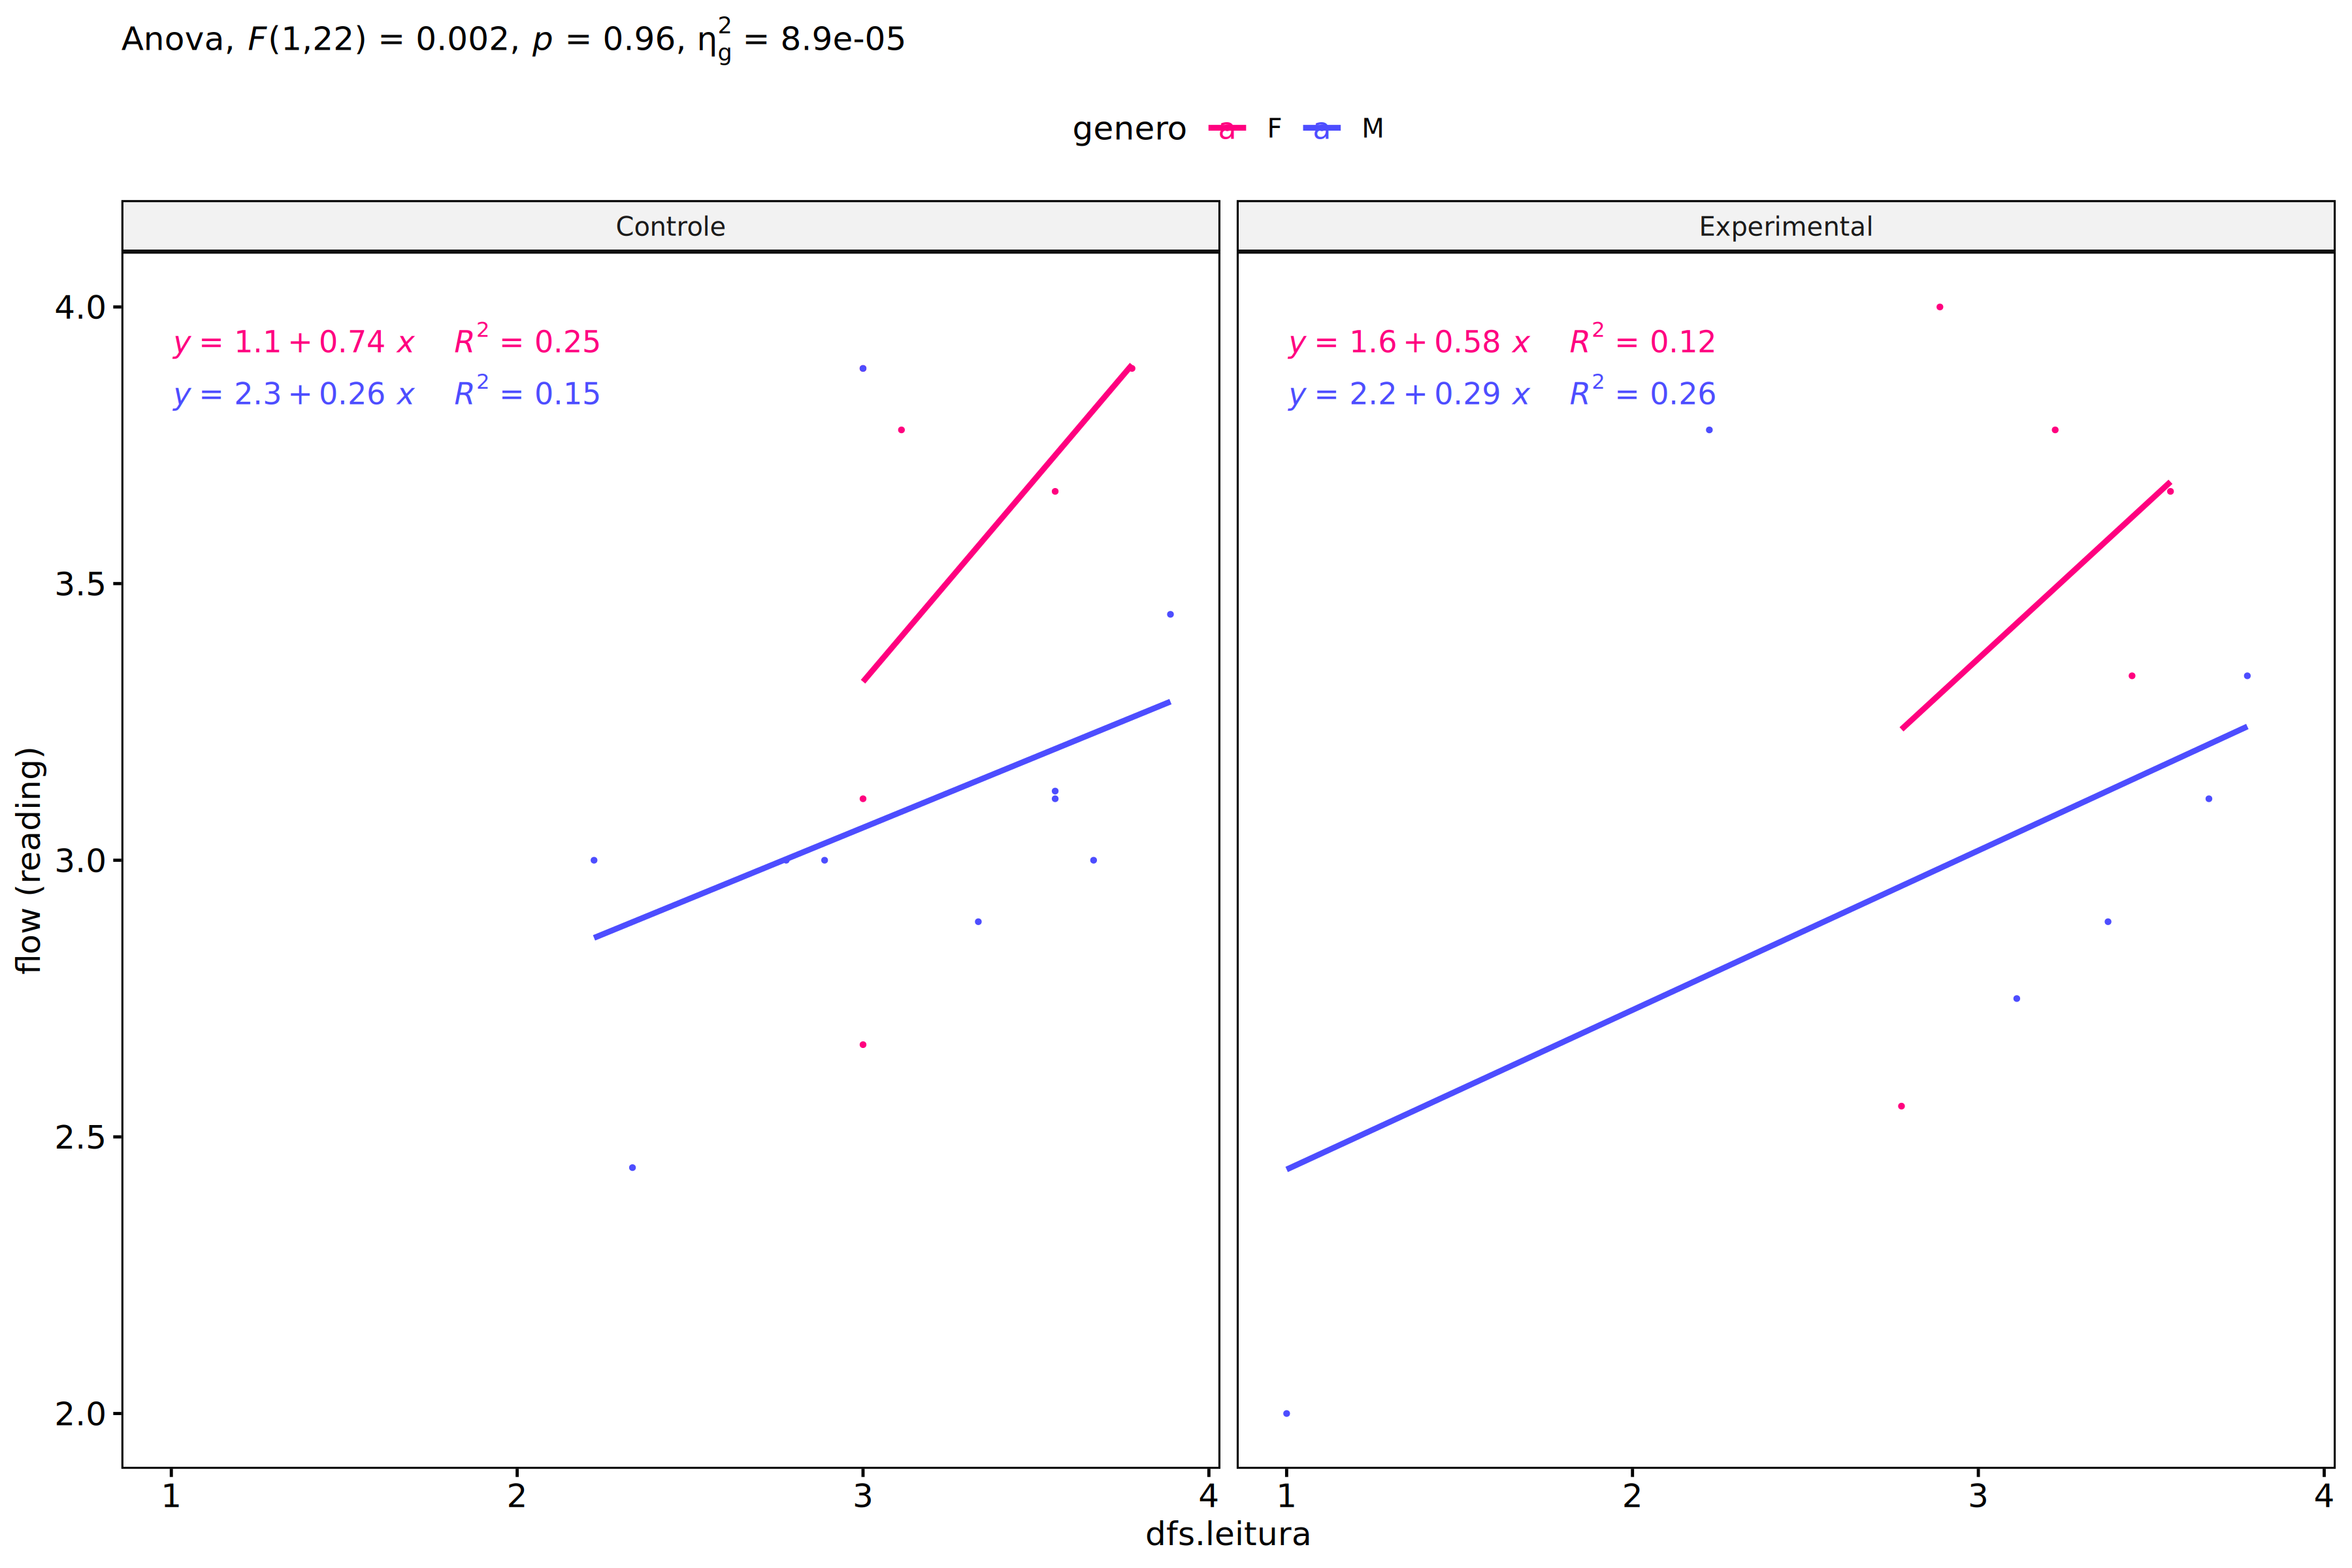 Anova, F(1,22) = 0.002, p = 0.96, η²g = 8.9e-05
genero a F a M
Controle
Experimental
y = 1.1 + 0.74 x R² = 0.25
y = 2.3 + 0.26 x R² = 0.15
y = 1.6 + 0.58 x R² = 0.12
y = 2.2 + 0.29 x R² = 0.26
flow (reading)
4.0
3.5
3.0
2.5
2.0
1 2 3 4
1 2 3 4
dfs.leitura